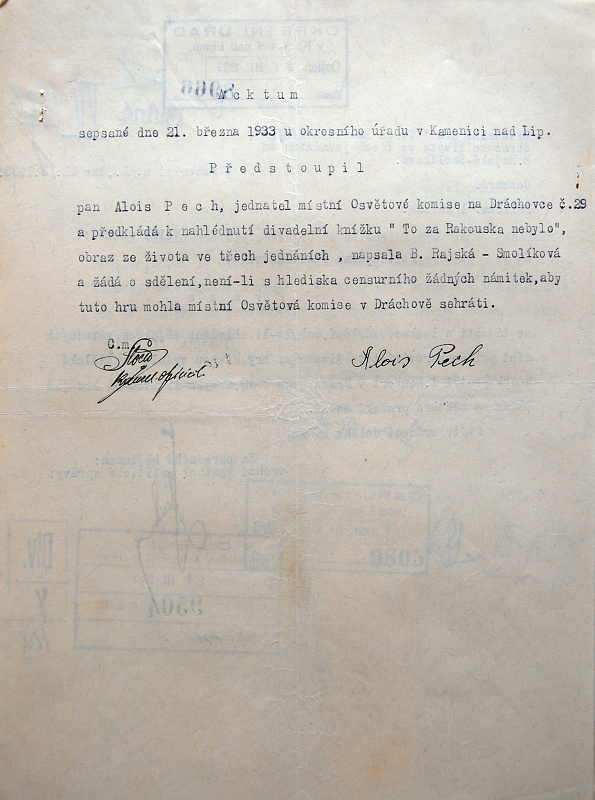 Acktum
sepsané dne 21. března 1933 u okresního úřadu v Kamenici nad Lip.
Předstoupil
pan Alois Pech, jednatel místní Osvětové komise na Dráchovce č.29
a předkládá k nahlédnutí divadelní knížku " To za Rakouska nebylo",
obraz ze života ve třech jednáních , napsala B. Rajská - Smolíková
a žádá o sdělení,není-li s hlediska censurního žádných námitek,aby
tuto hru mohla místní Osvětová komise v Dráchově sehráti.
C.m.
Alois Pech